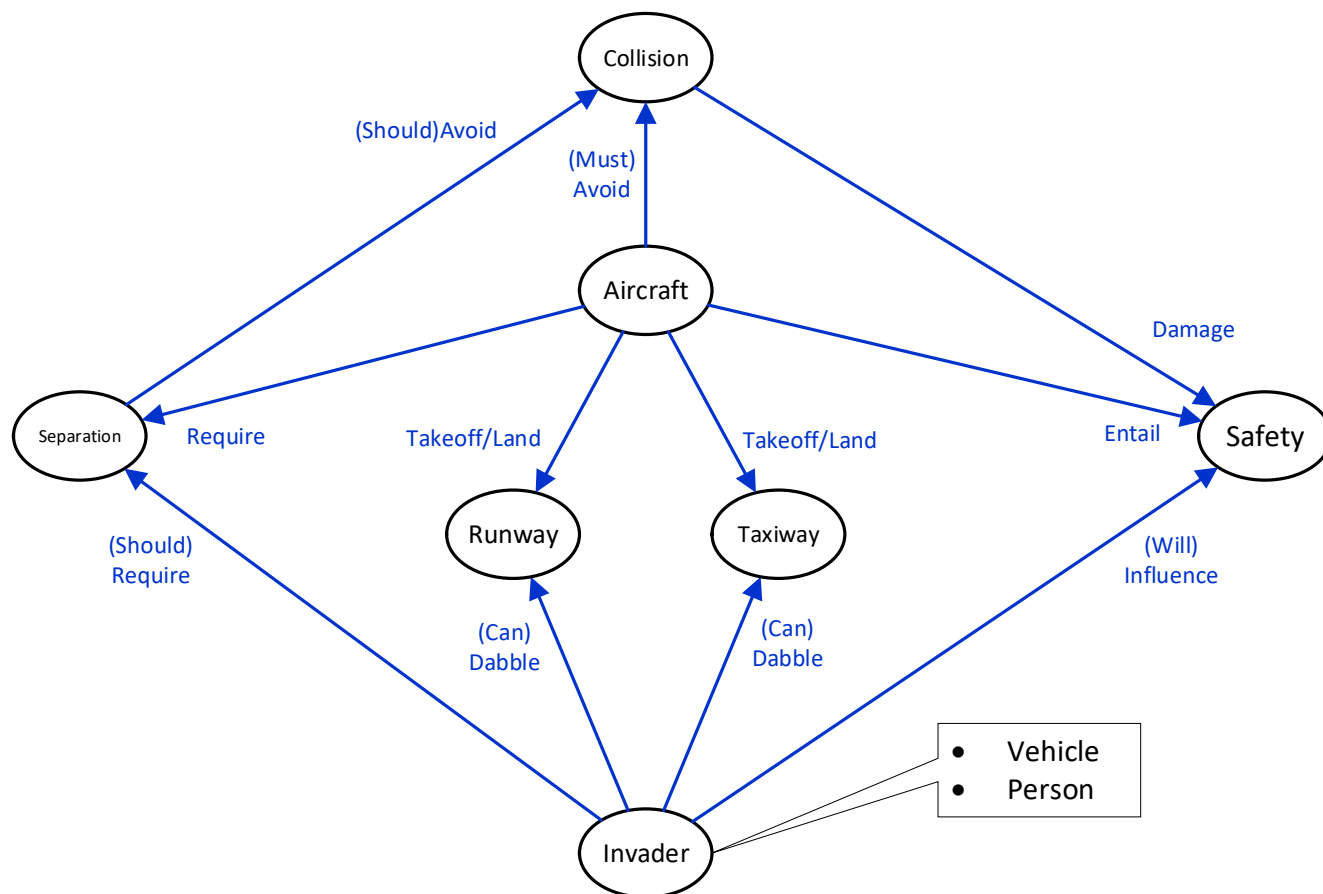 Collision
(Should)Avoid
(Must)
Avoid
Aircraft
Damage
Separation
Require
Takeoff/Land
Takeoff/Land
Entail
Safety
Runway
Taxiway
(Should)
Require
(Will)
Influence
(Can)
Dabble
(Can)
Dabble
• Vehicle
• Person
Invader